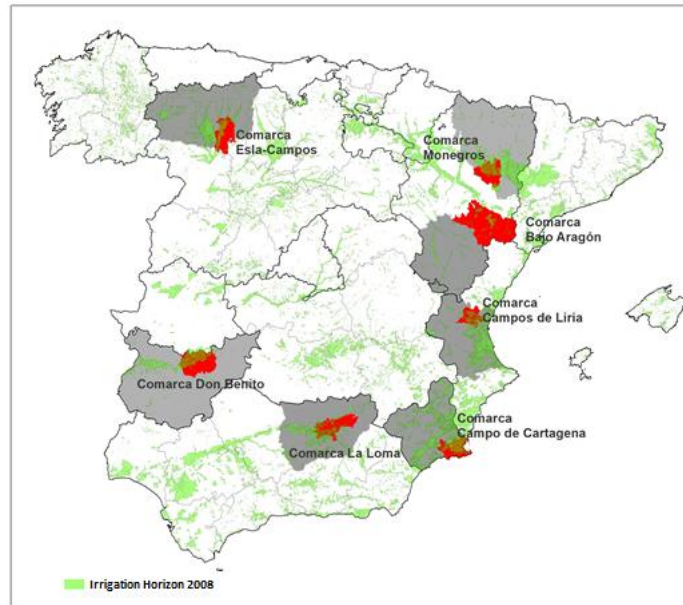 Comarca
Esla-Campos
Comarca
Monegros
Comarca
Bajo Aragón
Comarca
Campos de Liria
Comarca Don Benito
Comarca
Campo de Cartagena
Comarca La Loma
Irrigation Horizon 2008